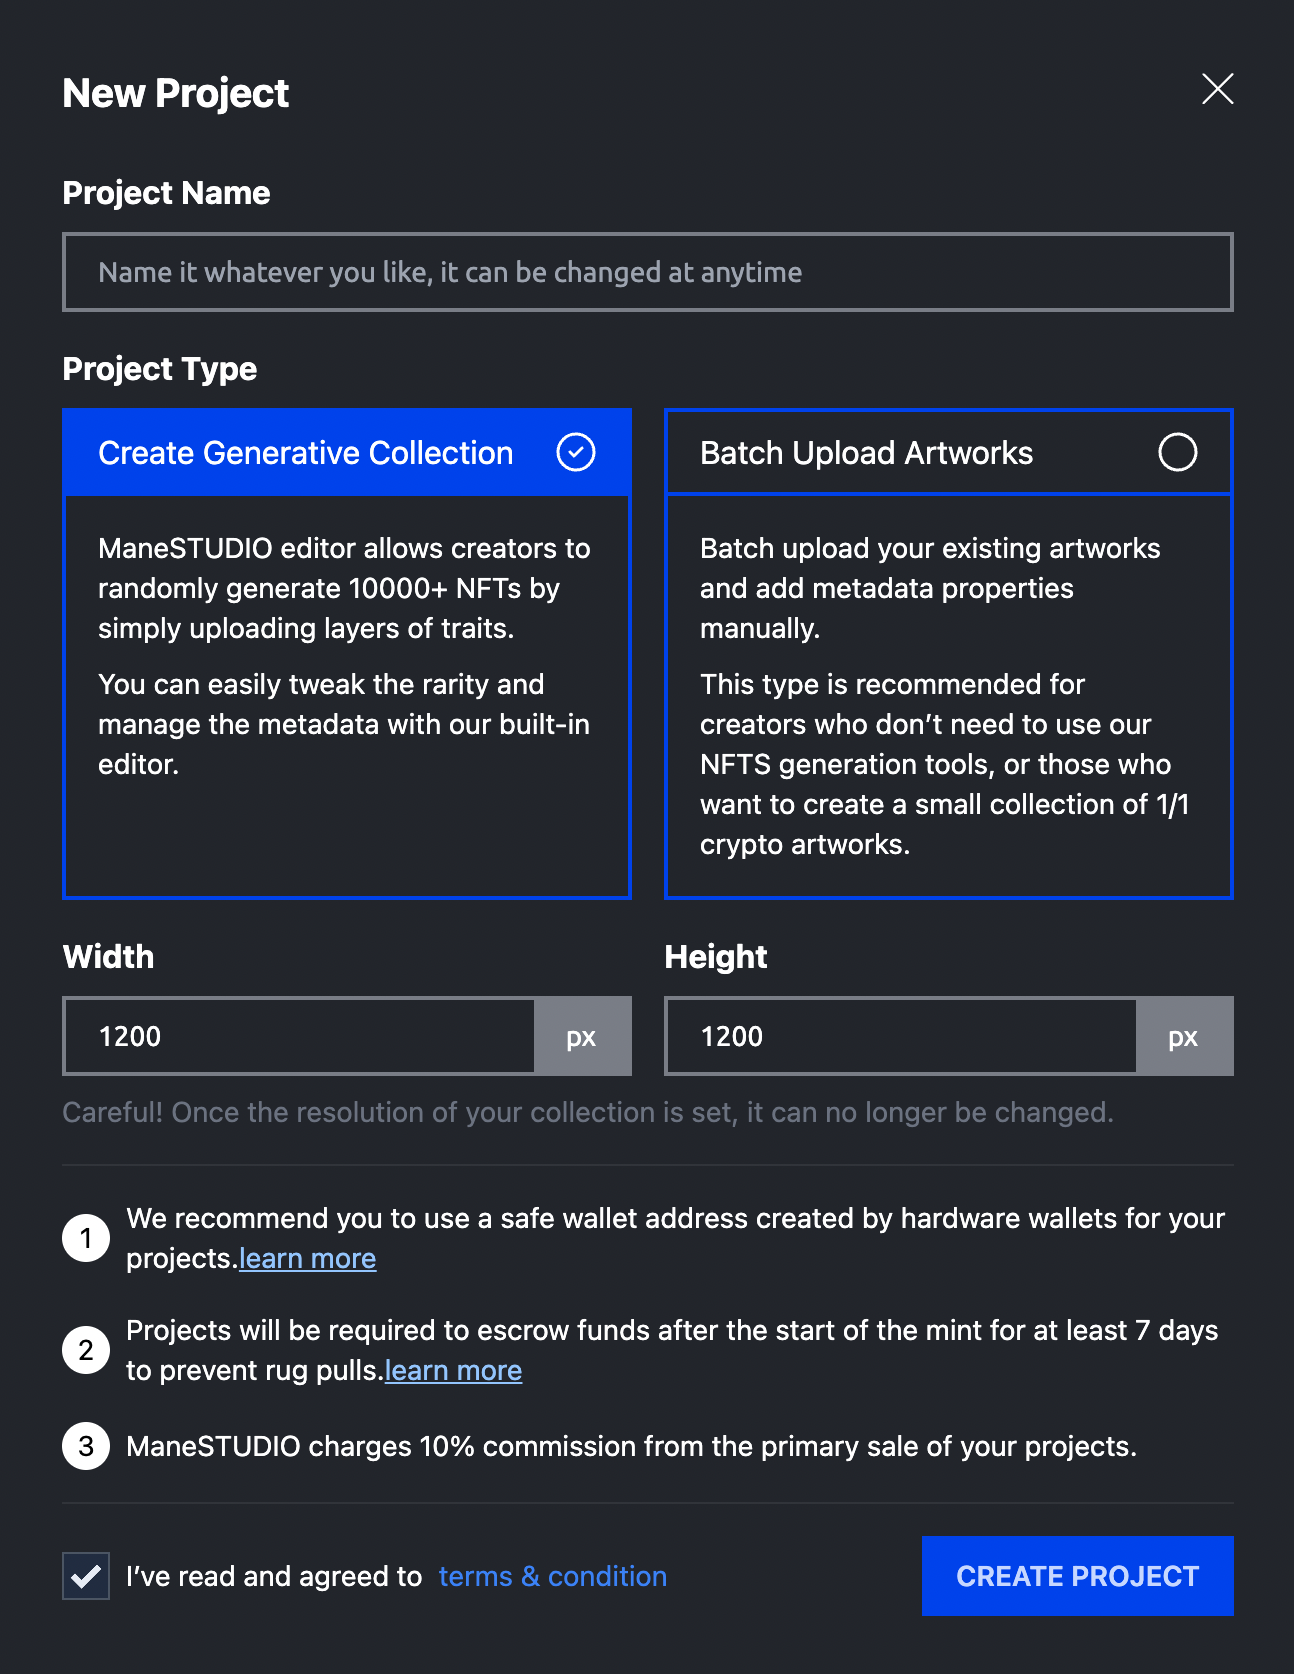 New Project
Project Name
Name it whatever you like, it can be changed at anytime
Project Type
Create Generative Collection
ManeSTUDIO editor allows creators to
randomly generate 10000+ NFTs by
simply uploading layers of traits.
You can easily tweak the rarity and
manage the metadata with our built-in
editor.
Batch Upload Artworks
Batch upload your existing artworks
and add metadata properties
manually.
This type is recommended for
creators who don’t need to use our
NFTS generation tools, or those who
want to create a small collection of 1/1
crypto artworks.
Width
1200 px
Height
1200 px
Careful! Once the resolution of your collection is set, it can no longer be changed.
1 We recommend you to use a safe wallet address created by hardware wallets for your
projects.learn more
2 Projects will be required to escrow funds after the start of the mint for at least 7 days
to prevent rug pulls.learn more
3 ManeSTUDIO charges 10% commission from the primary sale of your projects.
I’ve read and agreed to terms & condition
CREATE PROJECT